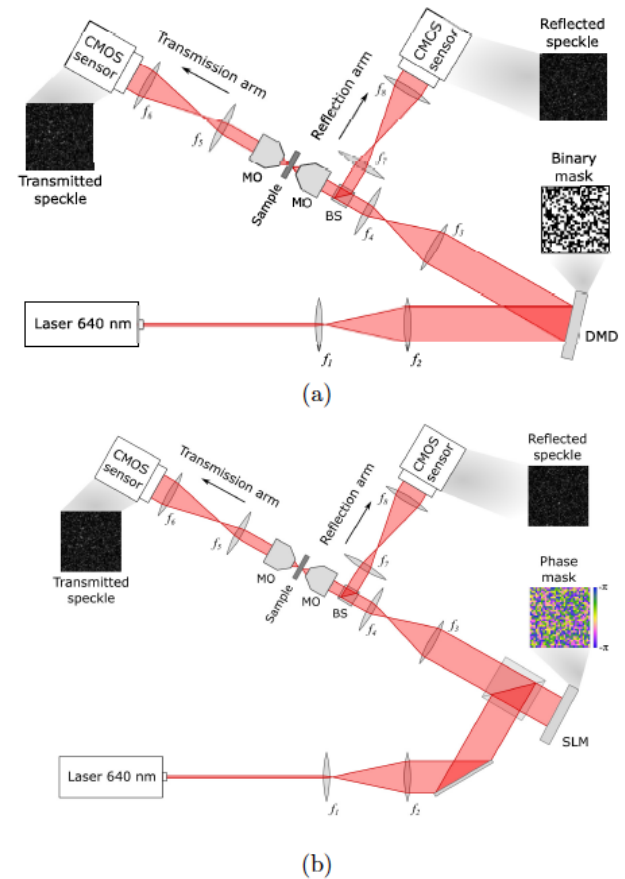 CMOS
sensor
Transmission arm
f6
f5
Transmitted
speckle
MO
Sample
MO
BS
Reflection arm
CMOS
sensor
f8
f7
f4
f3
Reflected
speckle
Binary
mask
DMD
Laser 640 nm
f1
f2
(a)
CMOS
sensor
Transmission arm
f6
f5
Transmitted
speckle
MO
Sample
MO
BS
Reflection arm
CMOS
sensor
f8
f7
f4
f3
Reflected
speckle
Phase
mask
-π
-π
SLM
Laser 640 nm
f1
f2
(b)